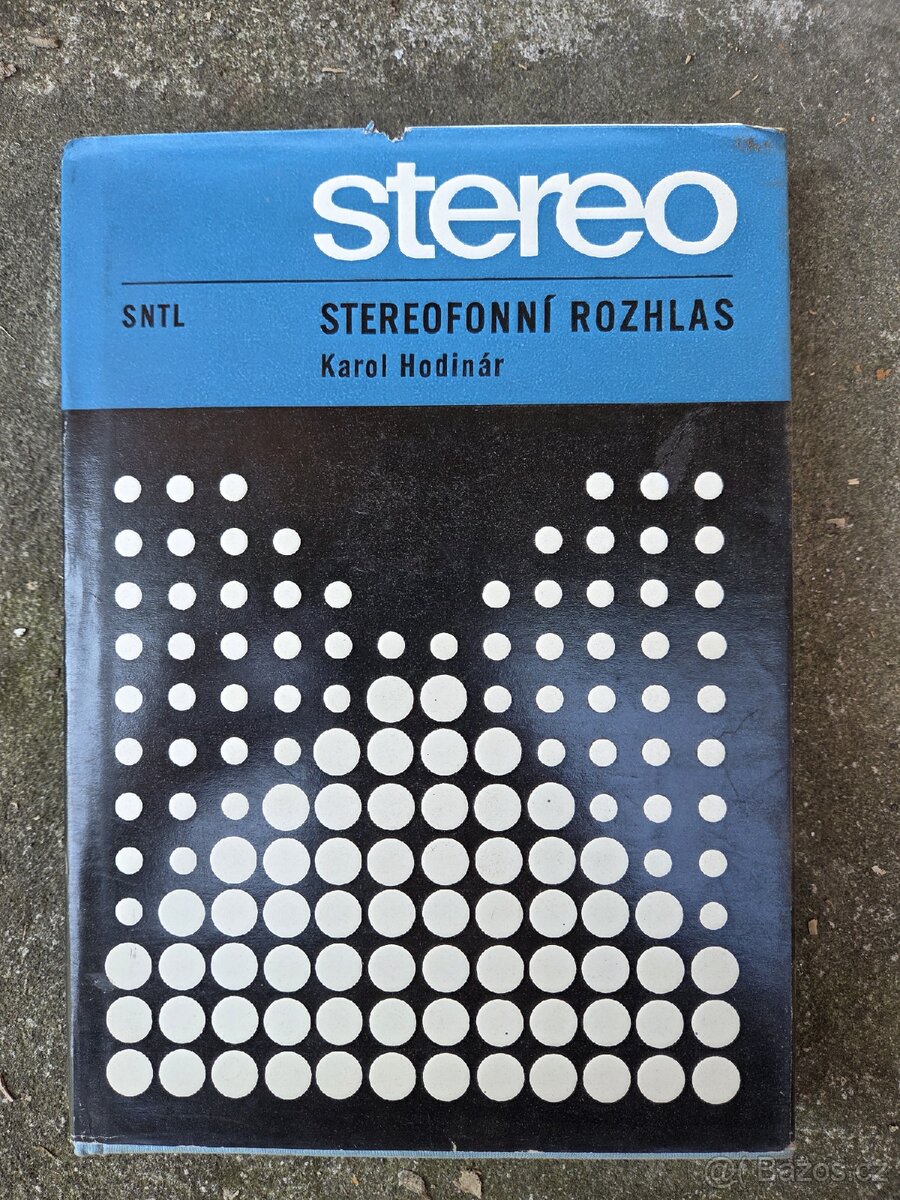 stereo
SNTL STEREOFONNÍ ROZHLAS
Karol Hodinár
Bazos.cz